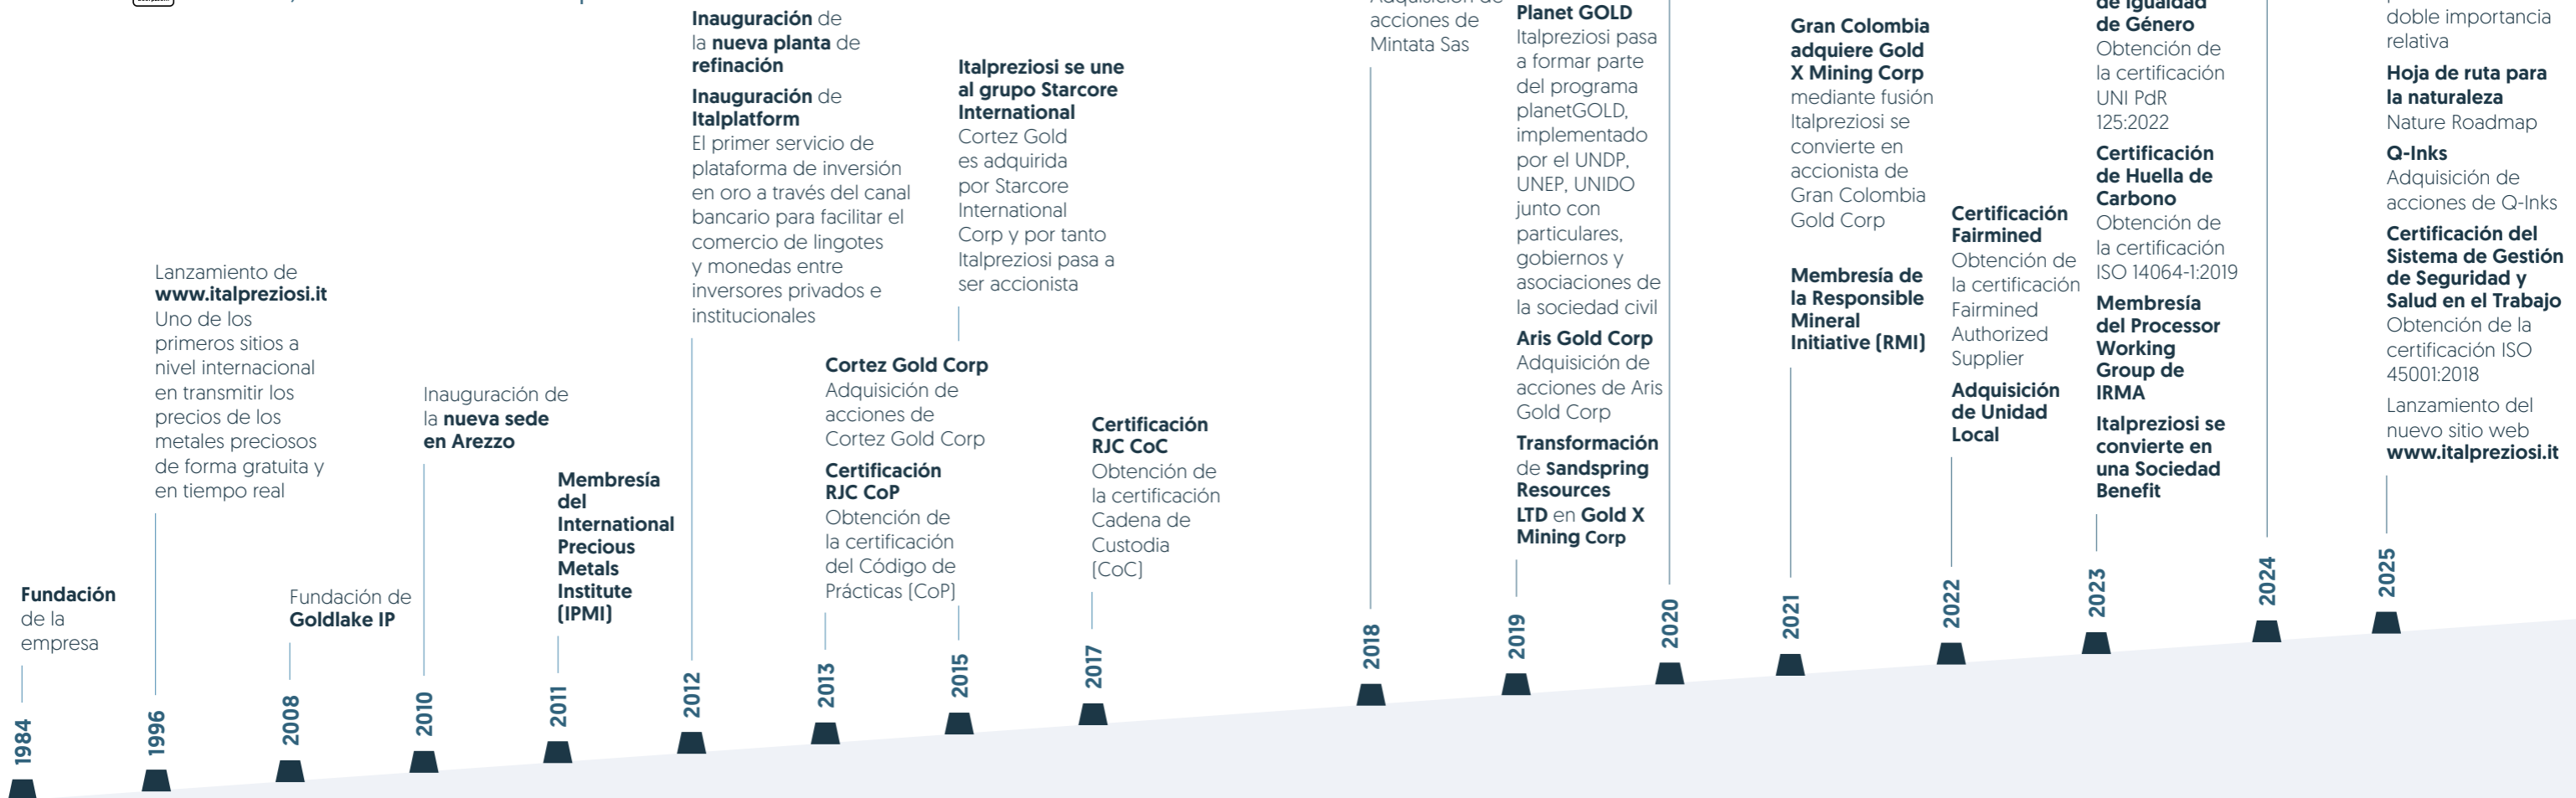 Fundación
de la
empresa
1984
Lanzamiento de
www.italpreziosi.it
Uno de los
primeros sitios a
nivel internacional
en transmitir los
precios de los
metales preciosos
de forma gratuita y
en tiempo real
1996
Fundación de
Goldlake IP
2008
Inauguración de
la nueva sede
en Arezzo
2010
Membresía
del
International
Precious
Metals
Institute
(IPMI)
2011
Inauguración de
la nueva planta de
refinación
Inauguración de
Italplatform
El primer servicio de
plataforma de inversión
en oro a través del canal
bancario para facilitar el
comercio de lingotes
y monedas entre
inversores privados e
institucionales
2012
Cortez Gold Corp
Adquisición de
acciones de
Cortez Gold Corp
Certificación
RJC CoP
Obtención de
la certificación
del Código de
Prácticas (CoP)
2013
Italpreziosi se une
al grupo Starcore
International
Cortez Gold
es adquirida
por Starcore
International
Corp y por tanto
Italpreziosi pasa a
ser accionista
2015
Certificación
RJC CoC
Obtención de
la certificación
Cadena de
Custodia
(CoC)
2017
Adquisición de
acciones de
Mintata Sas
2018
Planet GOLD
Italpreziosi pasa
a formar parte
del programa
planetGOLD,
implementado
por el UNDP,
UNEP, UNIDO
junto con
particulares,
gobiernos y
asociaciones de
la sociedad civil
Aris Gold Corp
Adquisición de
acciones de Aris
Gold Corp
Transformación
de Sandspring
Resources
LTD en Gold X
Mining Corp
2019
2020
Gran Colombia
adquiere Gold
X Mining Corp
mediante fusión
Italpreziosi se
convierte en
accionista de
Gran Colombia
Gold Corp
Membresía de
la Responsible
Mineral
Initiative (RMI)
2021
Certificación
Fairmined
Obtención de
la certificación
Fairmined
Authorized
Supplier
Adquisición
de Unidad
Local
2022
de Igualdad
de Género
Obtención de
la certificación
UNI PdR
125:2022
Certificación
de Huella de
Carbono
Obtención de
la certificación
ISO 14064-1:2019
Membresía
del Processor
Working
Group de
IRMA
Italpreziosi se
convierte en
una Sociedad
Benefit
2023
2024
doble importancia
relativa
Hoja de ruta para
la naturaleza
Nature Roadmap
Q-Inks
Adquisición de
acciones de Q-Inks
Certificación del
Sistema de Gestión
de Seguridad y
Salud en el Trabajo
Obtención de la
certificación ISO
45001:2018
Lanzamiento del
nuevo sitio web
www.italpreziosi.it
2025